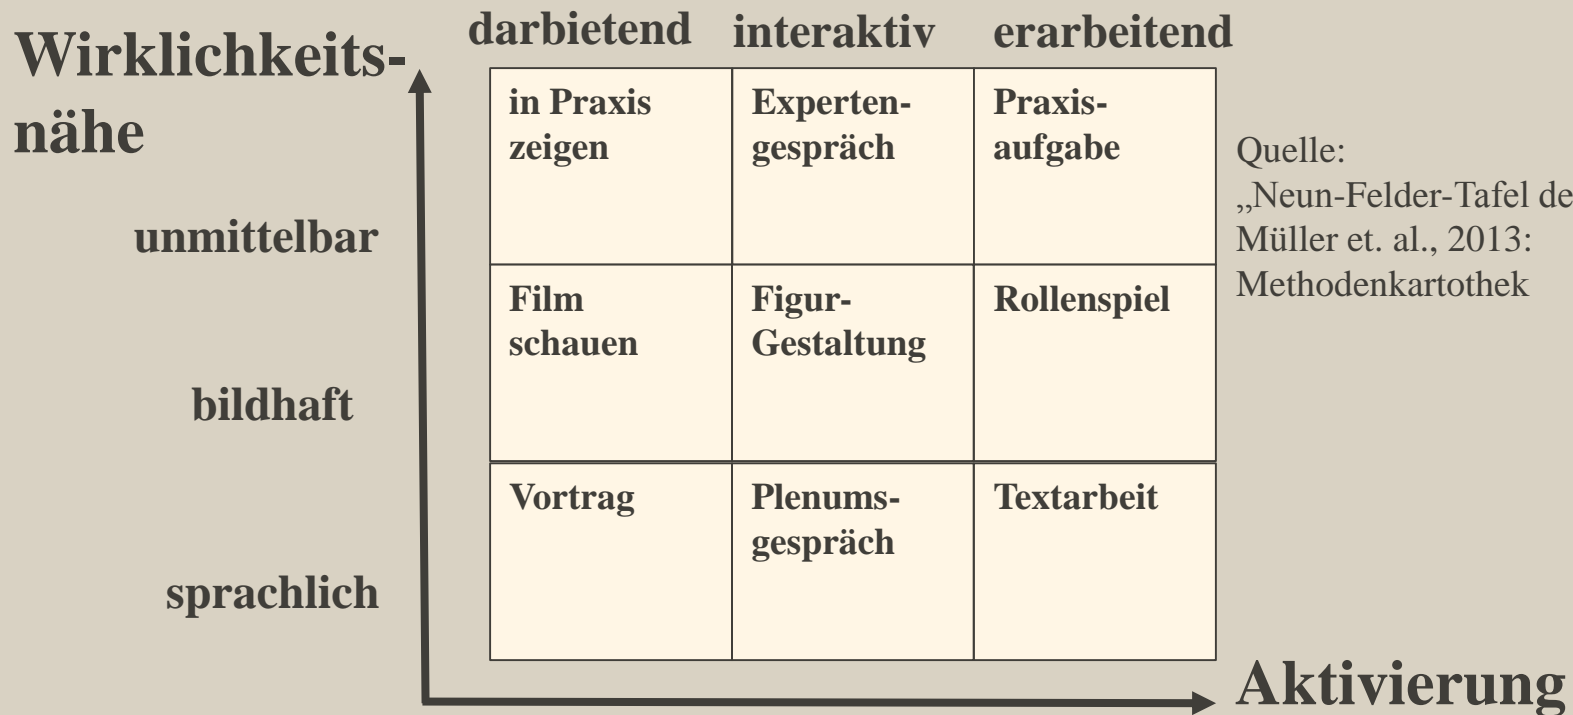 darbietend interaktiv erarbeitend
Wirklichkeits-
nähe
in Praxis
zeigen
Experten-
gespräch
Praxis-
aufgabe
unmittelbar
Film
schauen
Figur-
Gestaltung
Rollenspiel
bildhaft
Vortrag
Plenums-
gespräch
Textarbeit
sprachlich
Aktivierung
Quelle:
„Neun-Felder-Tafel de
Müller et. al., 2013:
Methodenkartothek